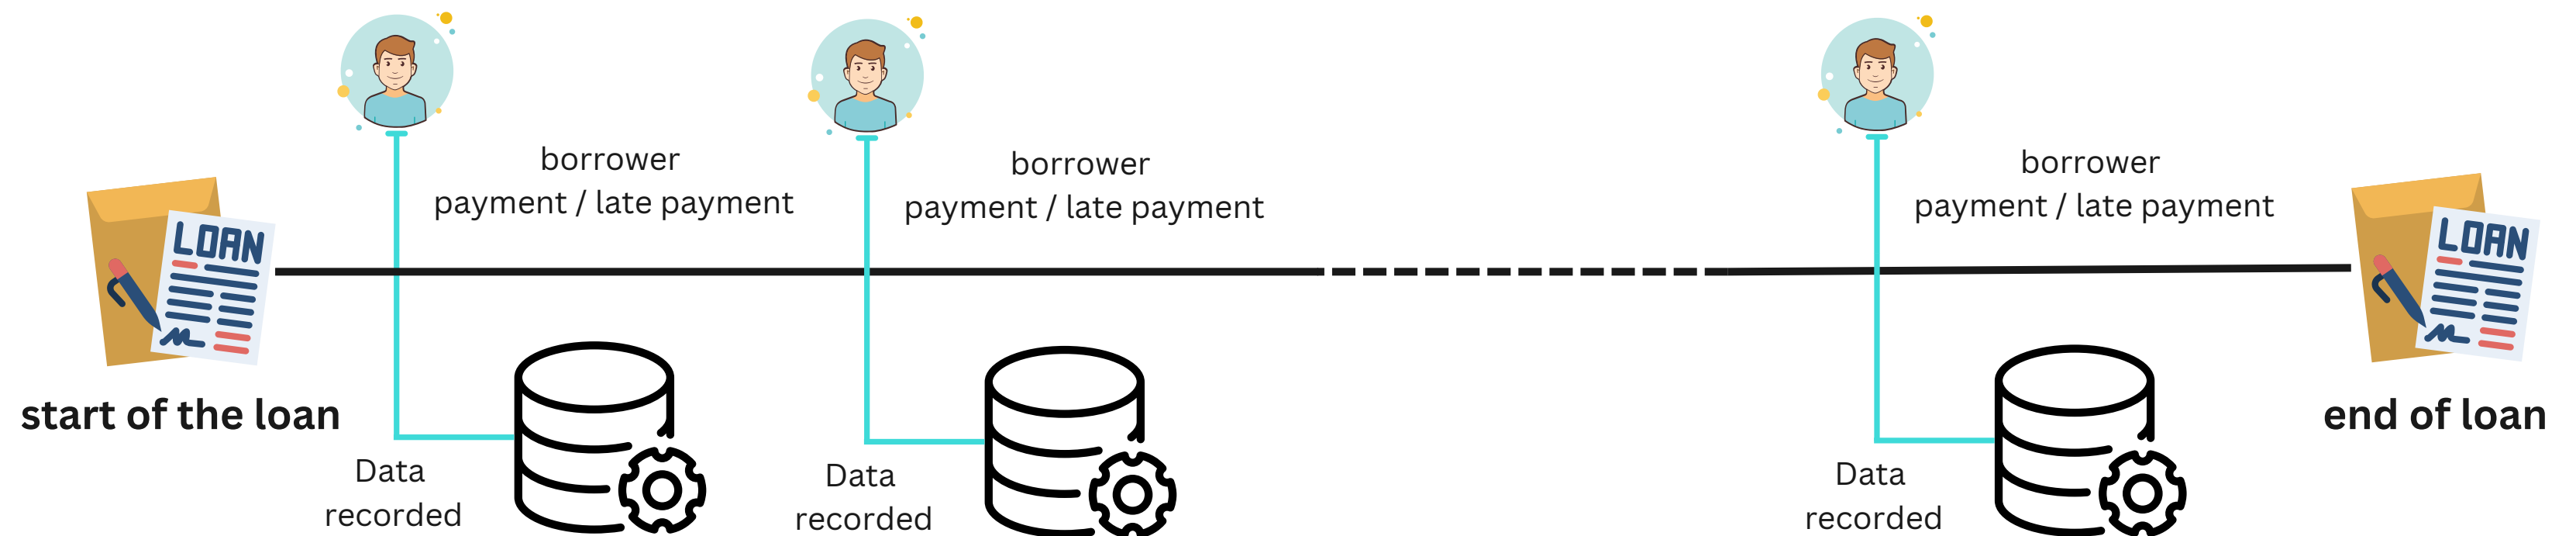 borrower
payment / late payment
borrower
payment / late payment
borrower
payment / late payment
LOAN
LOAN
start of the loan
end of loan
Data
recorded
Data
recorded
Data
recorded